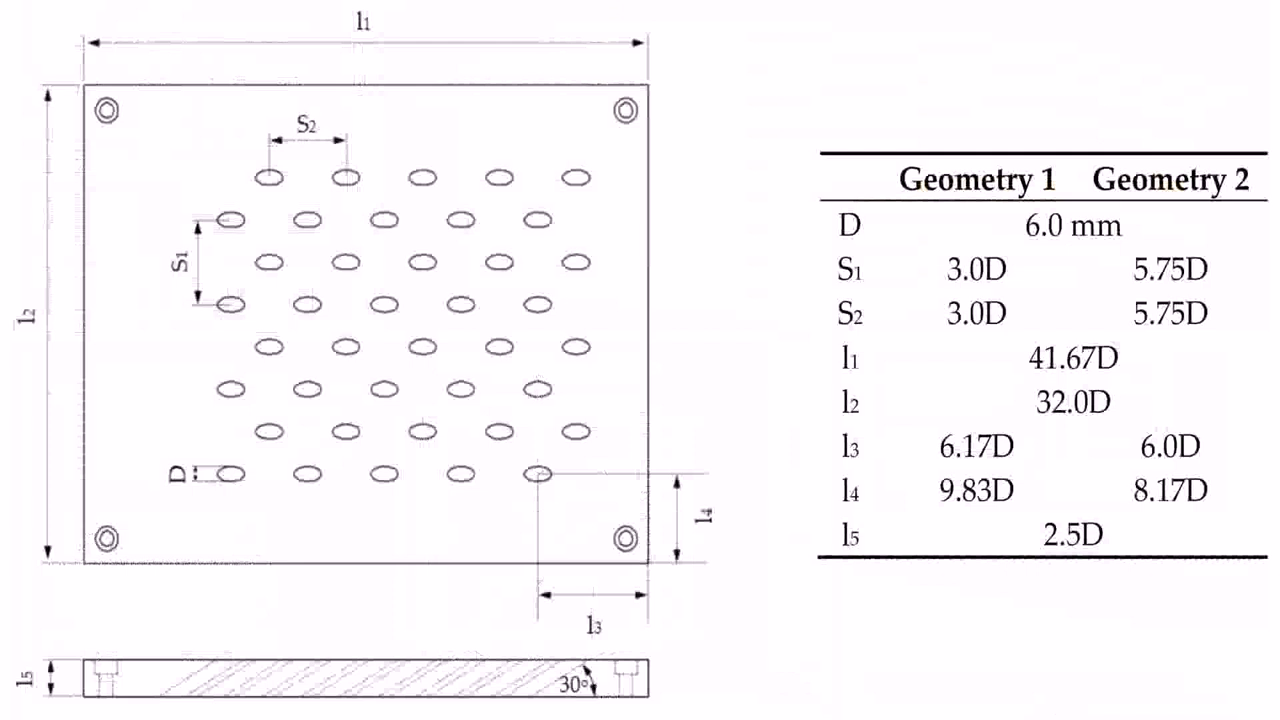 l1
S2
S1
l2
D
l4
l3
l5
30°
Geometry 1 Geometry 2
D 6.0 mm
S1 3.0D 5.75D
S2 3.0D 5.75D
l1 41.67D
l2 32.0D
l3 6.17D 6.0D
l4 9.83D 8.17D
l5 2.5D